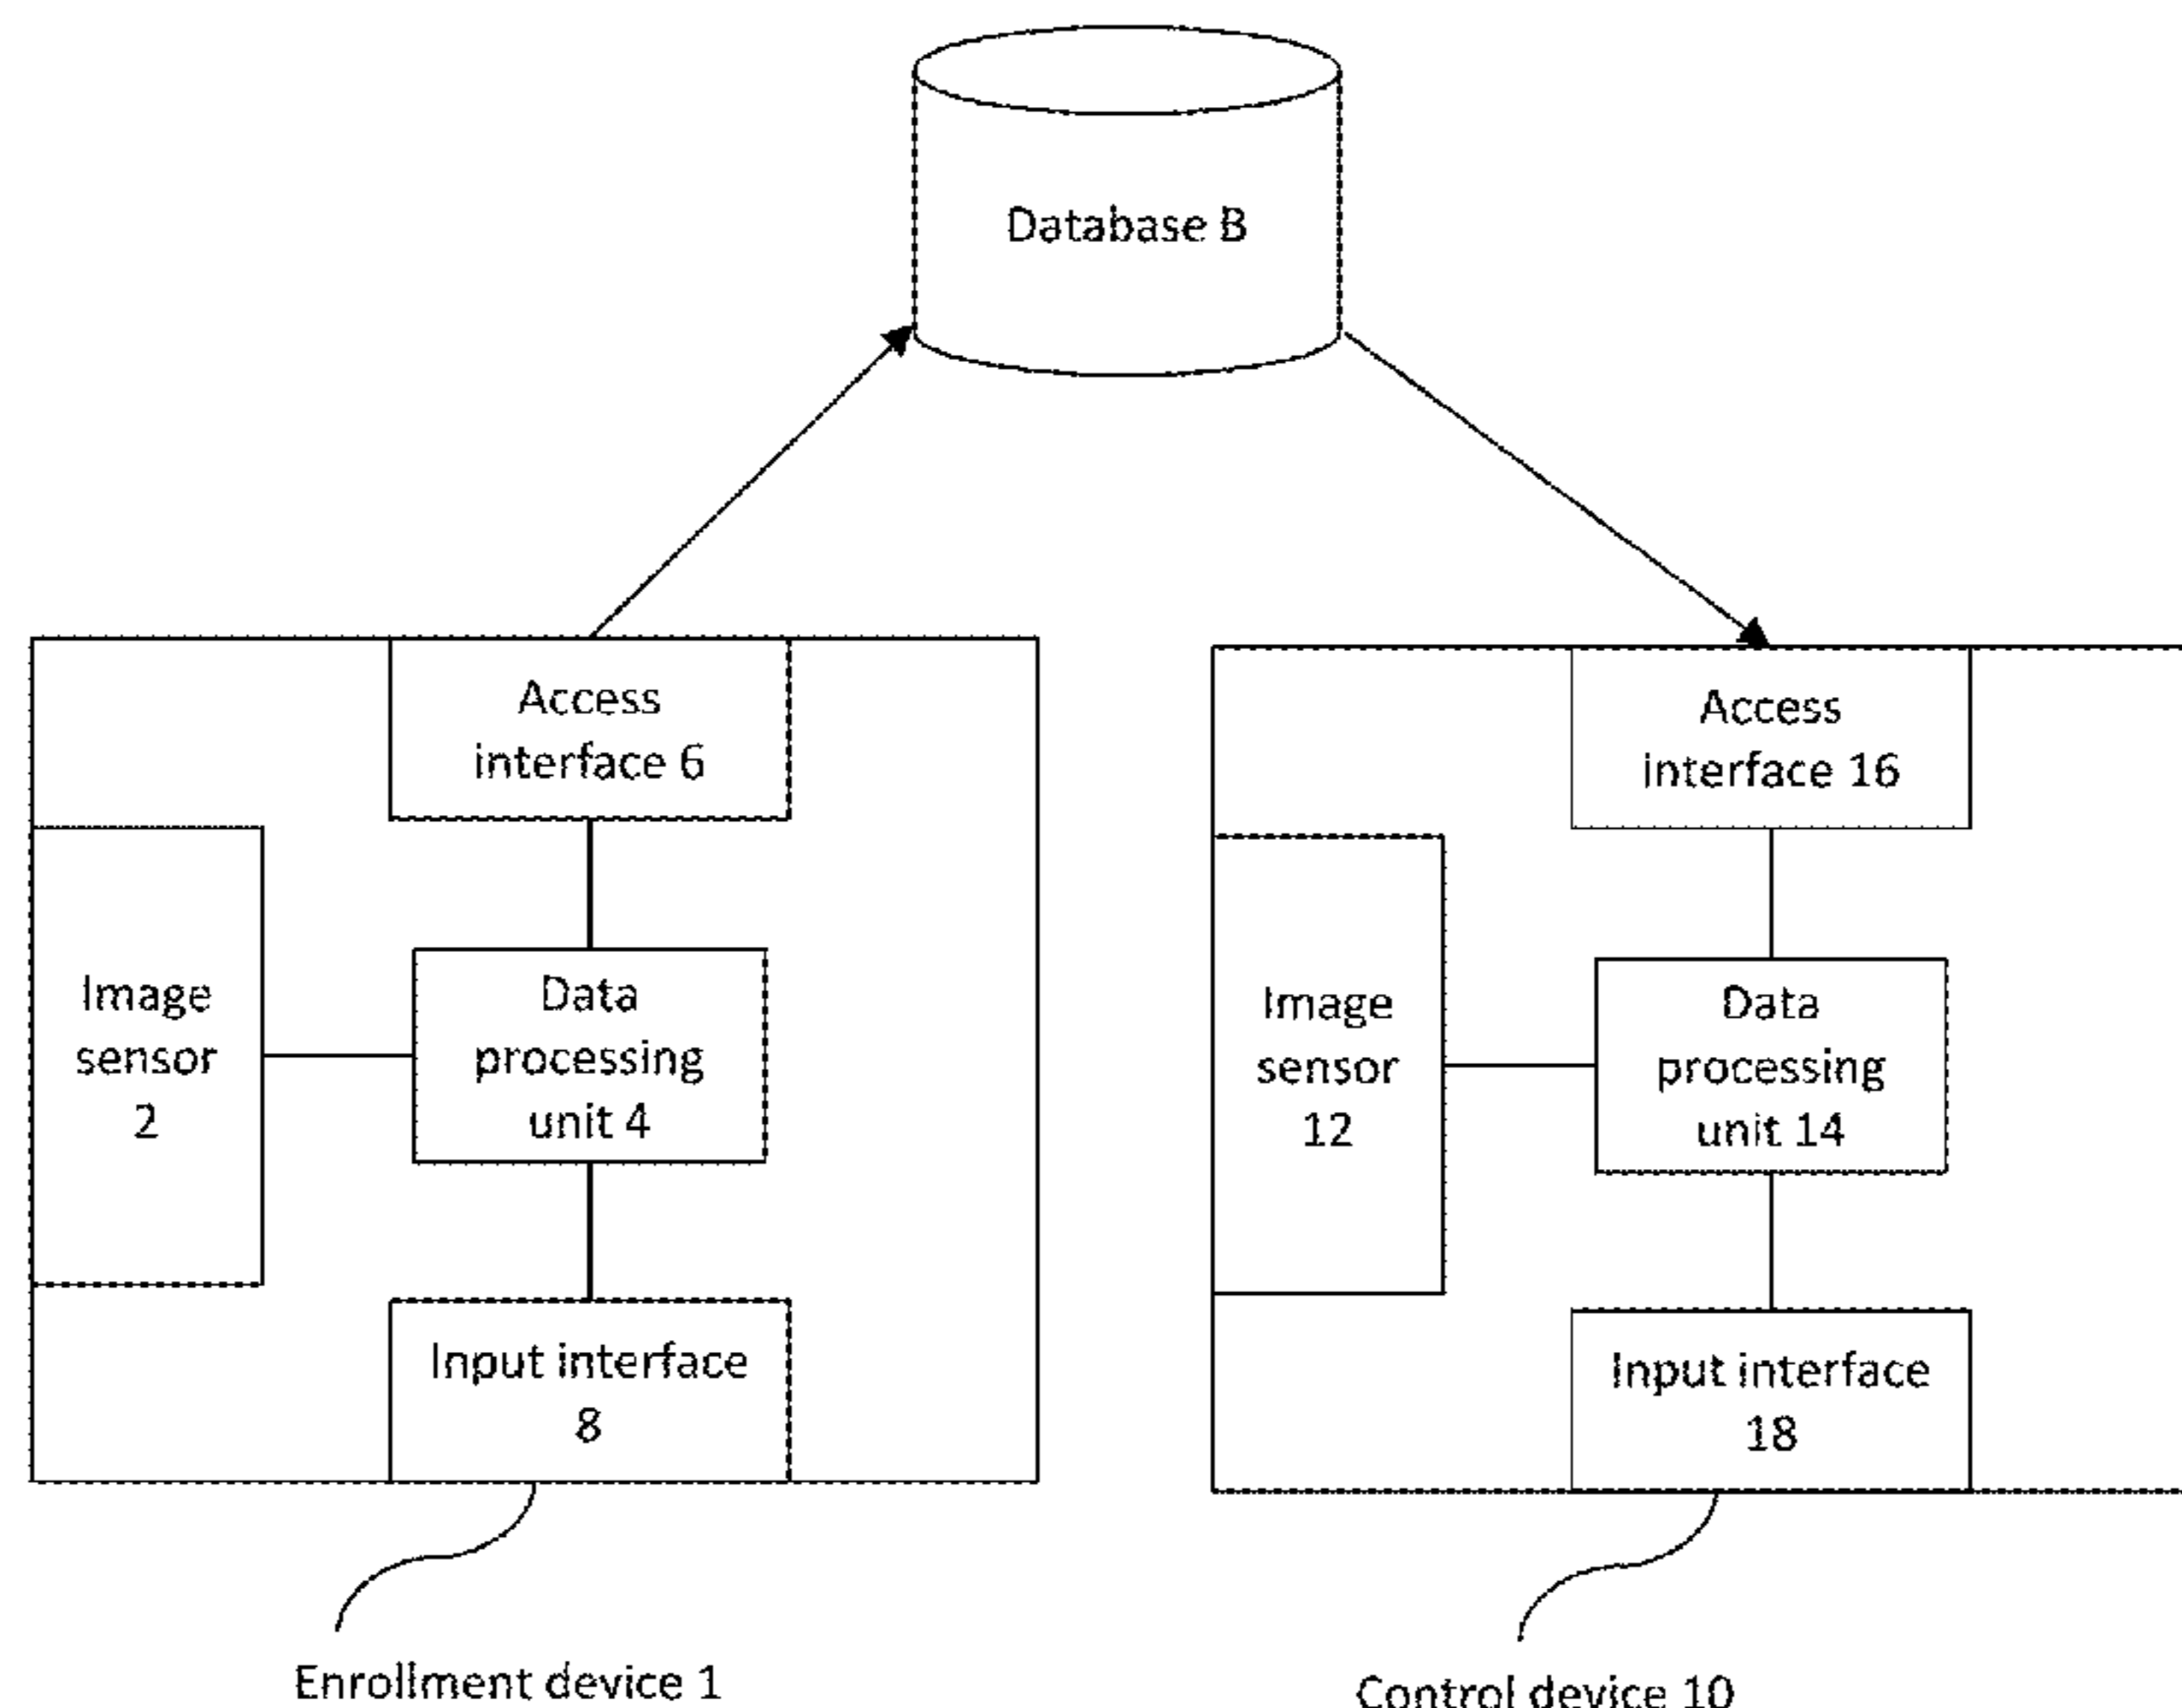 Database B
Access
interface 6
Image
sensor
2
Data
processing
unit 4
Input interface
8
Enrollment device 1
Access
interface 16
Image
sensor
12
Data
processing
unit 14
Input interface
18
Control device 10